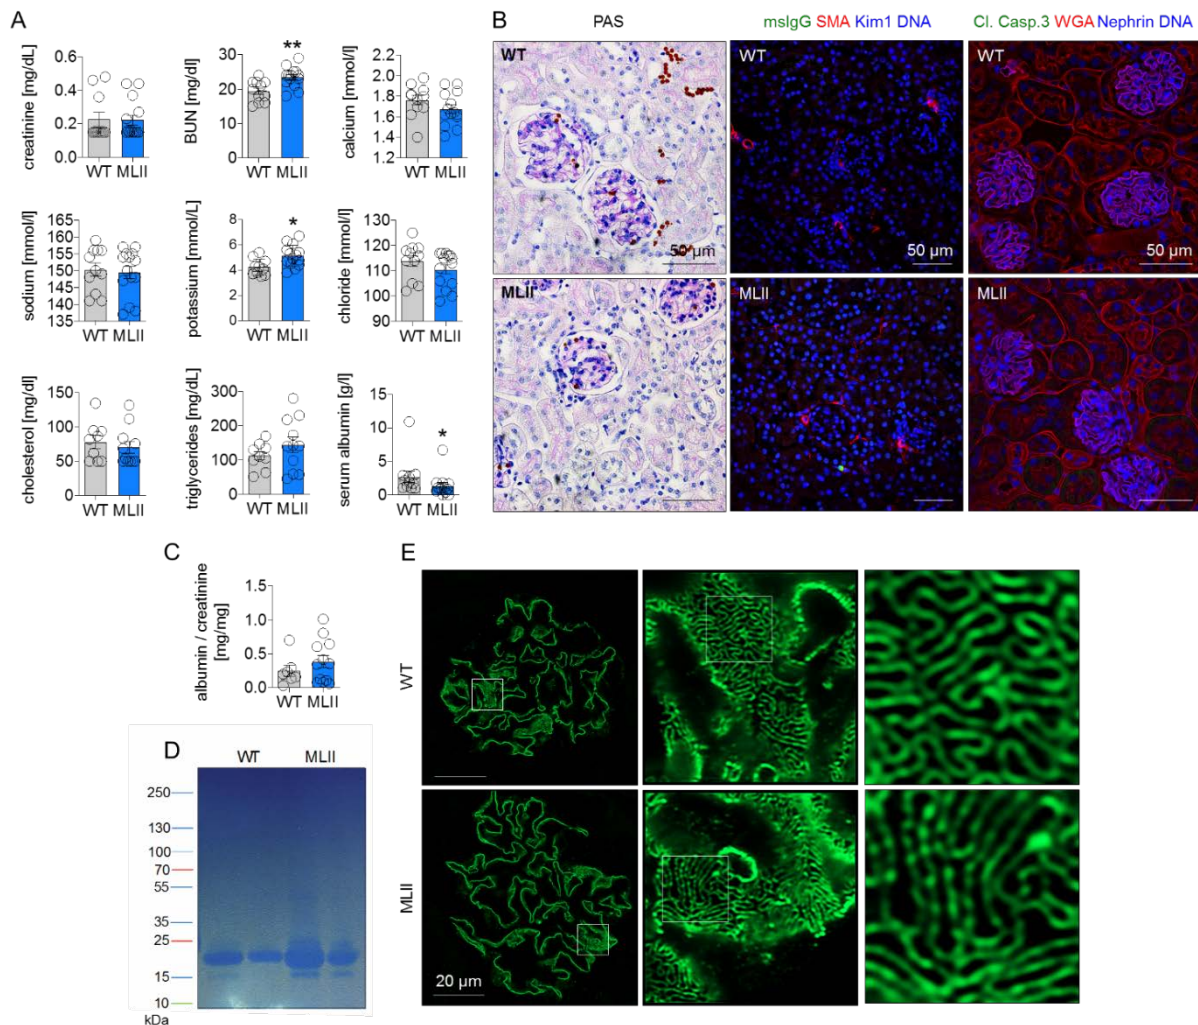 A
creatinine [mg/dL]
0.6
0.4
0.2
0.0
WT MLII
BUN [mg/dl]
30
20
10
0
**
WT MLII
calcium [mmol/l]
2.4
2.2
2.0
1.8
1.6
1.4
1.2
WT MLII
sodium [mmol/l]
165
160
155
150
145
140
135
WT MLII
potassium [mmol/L]
8
6
4
2
0
*
WT MLII
chloride [mmol/l]
130
120
110
100
90
WT MLII
cholesterol [mg/dl]
200
150
100
50
0
WT MLII
triglycerides [mg/dL]
400
300
200
100
0
WT MLII
serum albumin [g/l]
15
10
5
0
*
WT MLII
B
PAS
msIgG SMA Kim1 DNA
Cl. Casp.3 WGA Nephrin DNA
WT
50 µm
WT
50 µm
WT
50 µm
MLII
MLII
MLII
C
albumin / creatinine
[mg/mg]
1.5
1.0
0.5
0.0
WT MLII
D
WT MLII
250
130
100
70
55
35
25
15
10
kDa
E
WT
MLII
20 µm